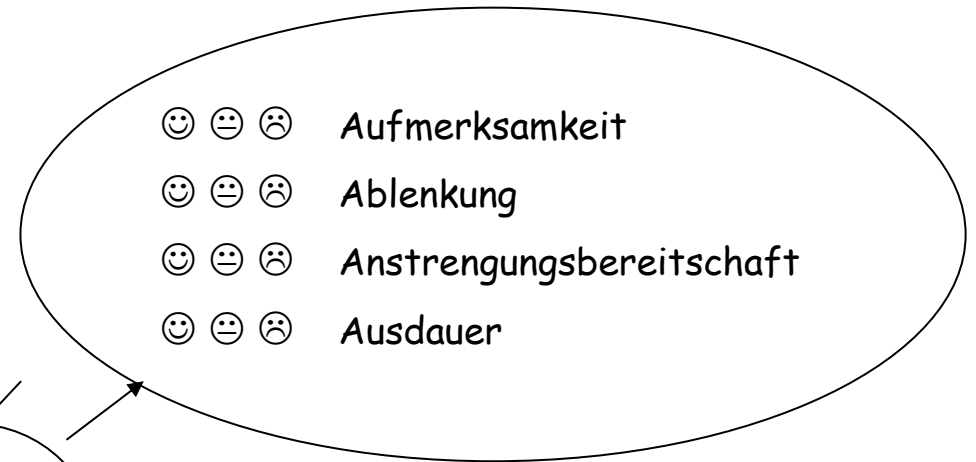 ☺ 😐 ☹ Aufmerksamkeit
☺ 😐 ☹ Ablenkung
☺ 😐 ☹ Anstrengungsbereitschaft
☺ 😐 ☹ Ausdauer